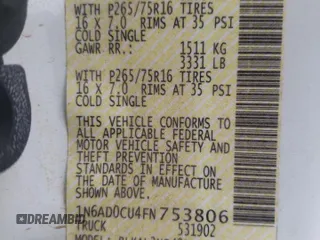 WITH P265/75R16 TIRES
16 X 7.0 RIMS AT 35 PSI
COLD SINGLE
GAWR RR.: 1511 KG
3331 LB
WITH P265/75R16 TIRES
16 X 7.0 RIMS AT 35 PSI
COLD SINGLE
THIS VEHICLE CONFORMS TO
ALL APPLICABLE FEDERAL
MOTOR VEHICLE SAFETY AND
THEFT PREVENTION
STANDARDS IN EFFECT ON
THE DATE OF MANUFACTURE
SHOWN ABOVE.
1N6AD0CU4FN753806
TRUCK 531902
DREAMBID